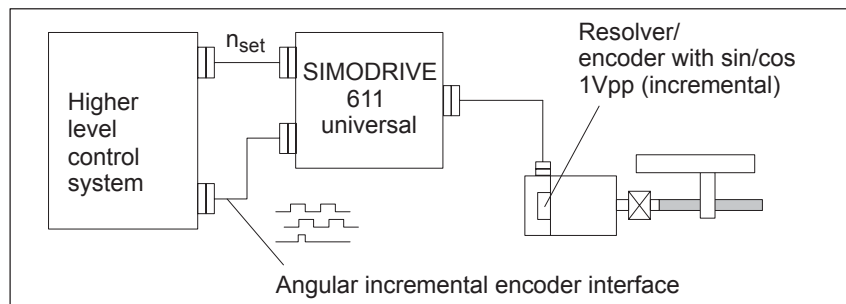 n_set
Higher
level
control
system
SIMODRIVE
611
universal
Resolver/
encoder with sin/cos
1Vpp (incremental)
Angular incremental encoder interface